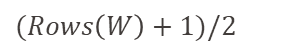 (Rows(W) + 1)/2